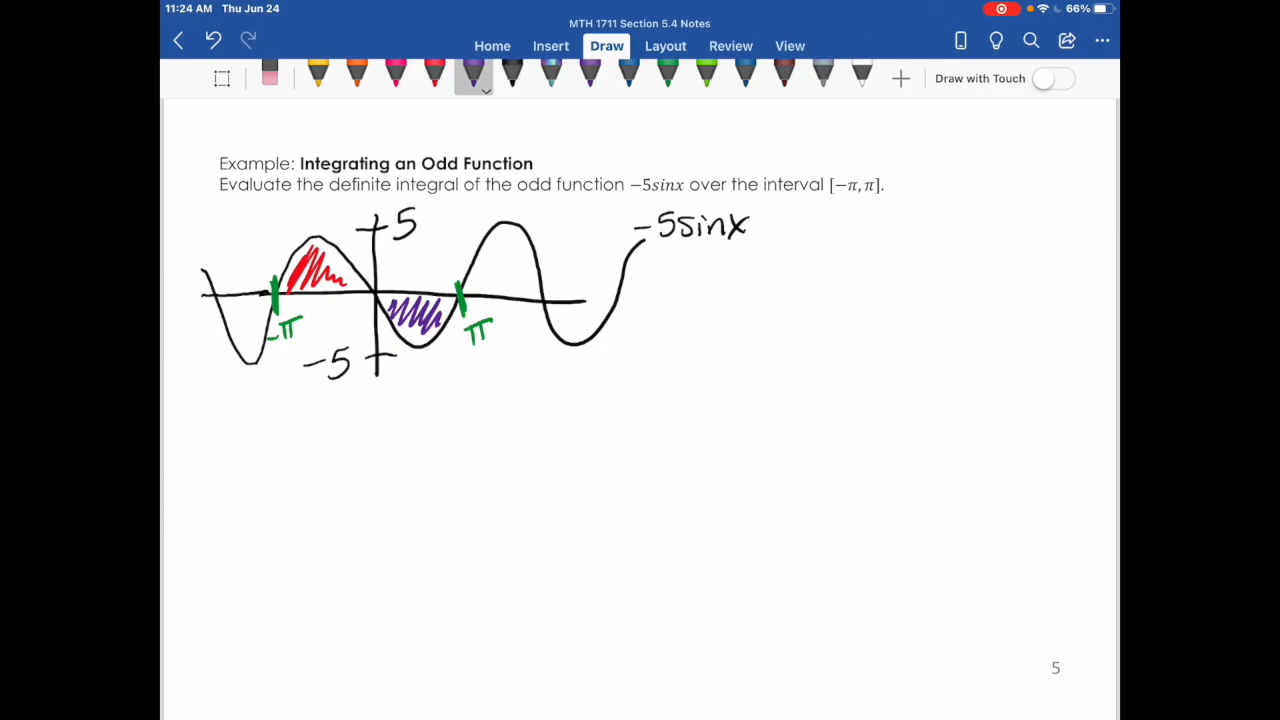 11:24 AM Thu Jun 24
66%
MTH 1711 Section 5.4 Notes
Home Insert Draw Layout Review View
Draw with Touch
Example: Integrating an Odd Function
Evaluate the definite integral of the odd function −5sinx over the interval [−π, π].
5
-5sinx
-π
π
-5
5